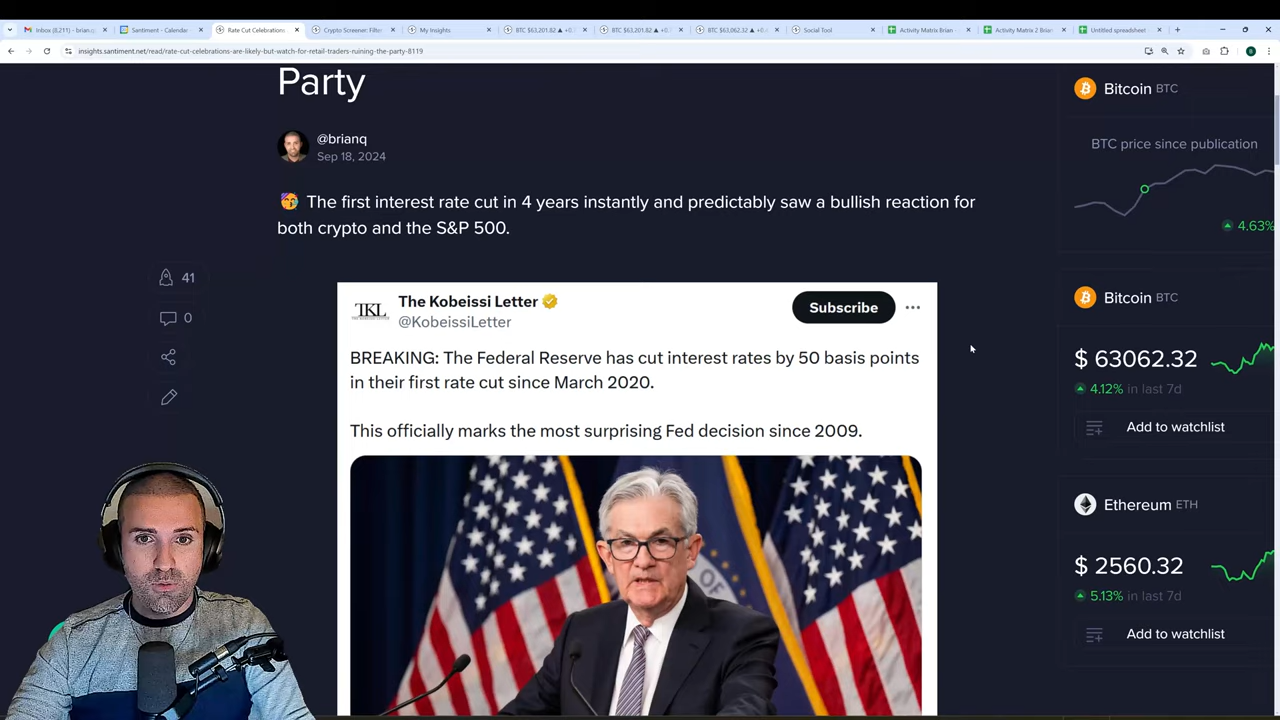 Inbox (8,211) - brian.q
Santiment - Calendar
Rate Cut Celebrations
Crypto Screener: Filter
My Insights
BTC $63,201.82 ▲ +0.
BTC $63,201.82 ▲ +0.
BTC $63,062.32 ▲ +0.
Social Tool
Activity Matrix Brian
Activity Matrix 2 Brian
Untitled spreadsheet
insights.santiment.net/read/rate-cut-celebrations-are-likely-but-watch-for-retail-traders-ruining-the-party-8119
Party
@brianq
Sep 18, 2024
The first interest rate cut in 4 years instantly and predictably saw a bullish reaction for
both crypto and the S&P 500.
41
0
TKL
The Kobeissi Letter
@KobeissiLetter
Subscribe
BREAKING: The Federal Reserve has cut interest rates by 50 basis points
in their first rate cut since March 2020.
This officially marks the most surprising Fed decision since 2009.
Bitcoin BTC
BTC price since publication
4.63%
Bitcoin BTC
$ 63062.32
4.12% in last 7d
Add to watchlist
Ethereum ETH
$ 2560.32
5.13% in last 7d
Add to watchlist